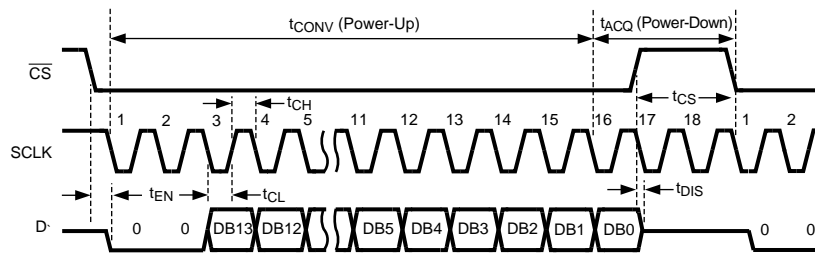 tCONV (Power-Up)
tACQ (Power-Down)
CS
tCH
tCS
1 2 3 4 5 11 12 13 14 15 16 17 18 1 2
SCLK
tEN
tCL
tDIS
D
0 0 DB13 DB12 DB5 DB4 DB3 DB2 DB1 DB0 0 0